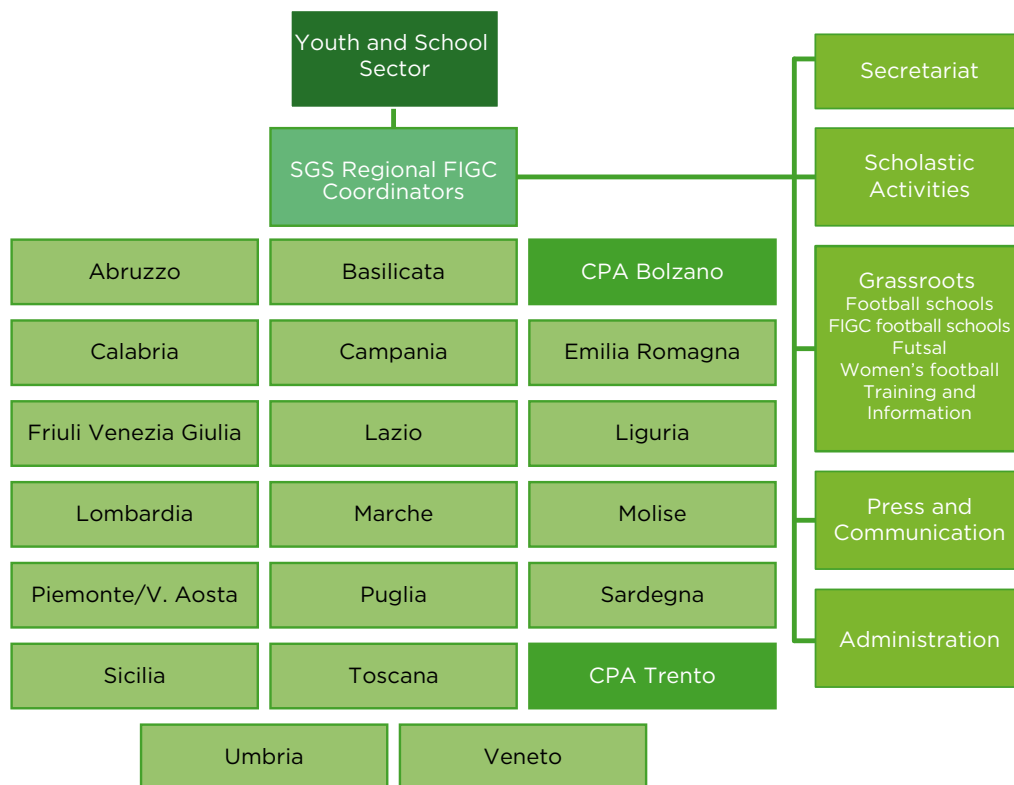 Youth and School
Sector
SGS Regional FIGC
Coordinators
Abruzzo
Basilicata
CPA Bolzano
Calabria
Campania
Emilia Romagna
Friuli Venezia Giulia
Lazio
Liguria
Lombardia
Marche
Molise
Piemonte/V. Aosta
Puglia
Sardegna
Sicilia
Toscana
CPA Trento
Umbria
Veneto
Secretariat
Scholastic
Activities
Grassroots
Football schools
FIGC football schools
Futsal
Women’s football
Training and
Information
Press and
Communication
Administration